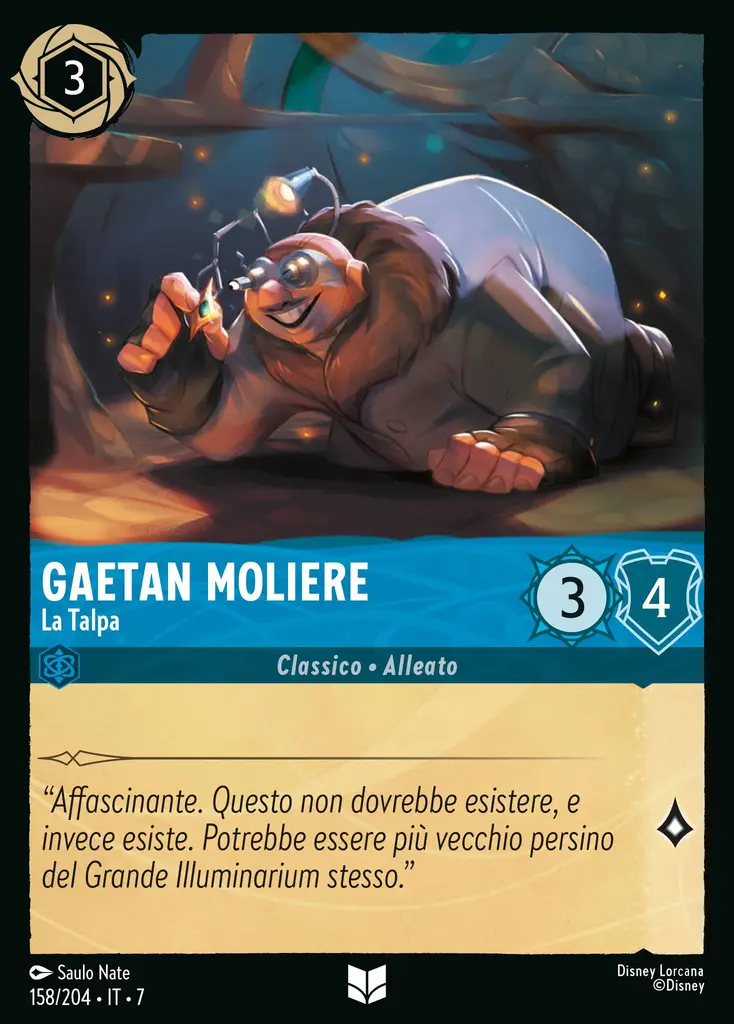 3
GAETAN MOLIERE
La Talpa
3
4
Classico • Alleato
“Affascinante. Questo non dovrebbe esistere, e
invece esiste. Potrebbe essere più vecchio persino
del Grande Illuminarium stesso.”
Saulo Nate
158/204 • IT • 7
Disney Lorcana
©Disney